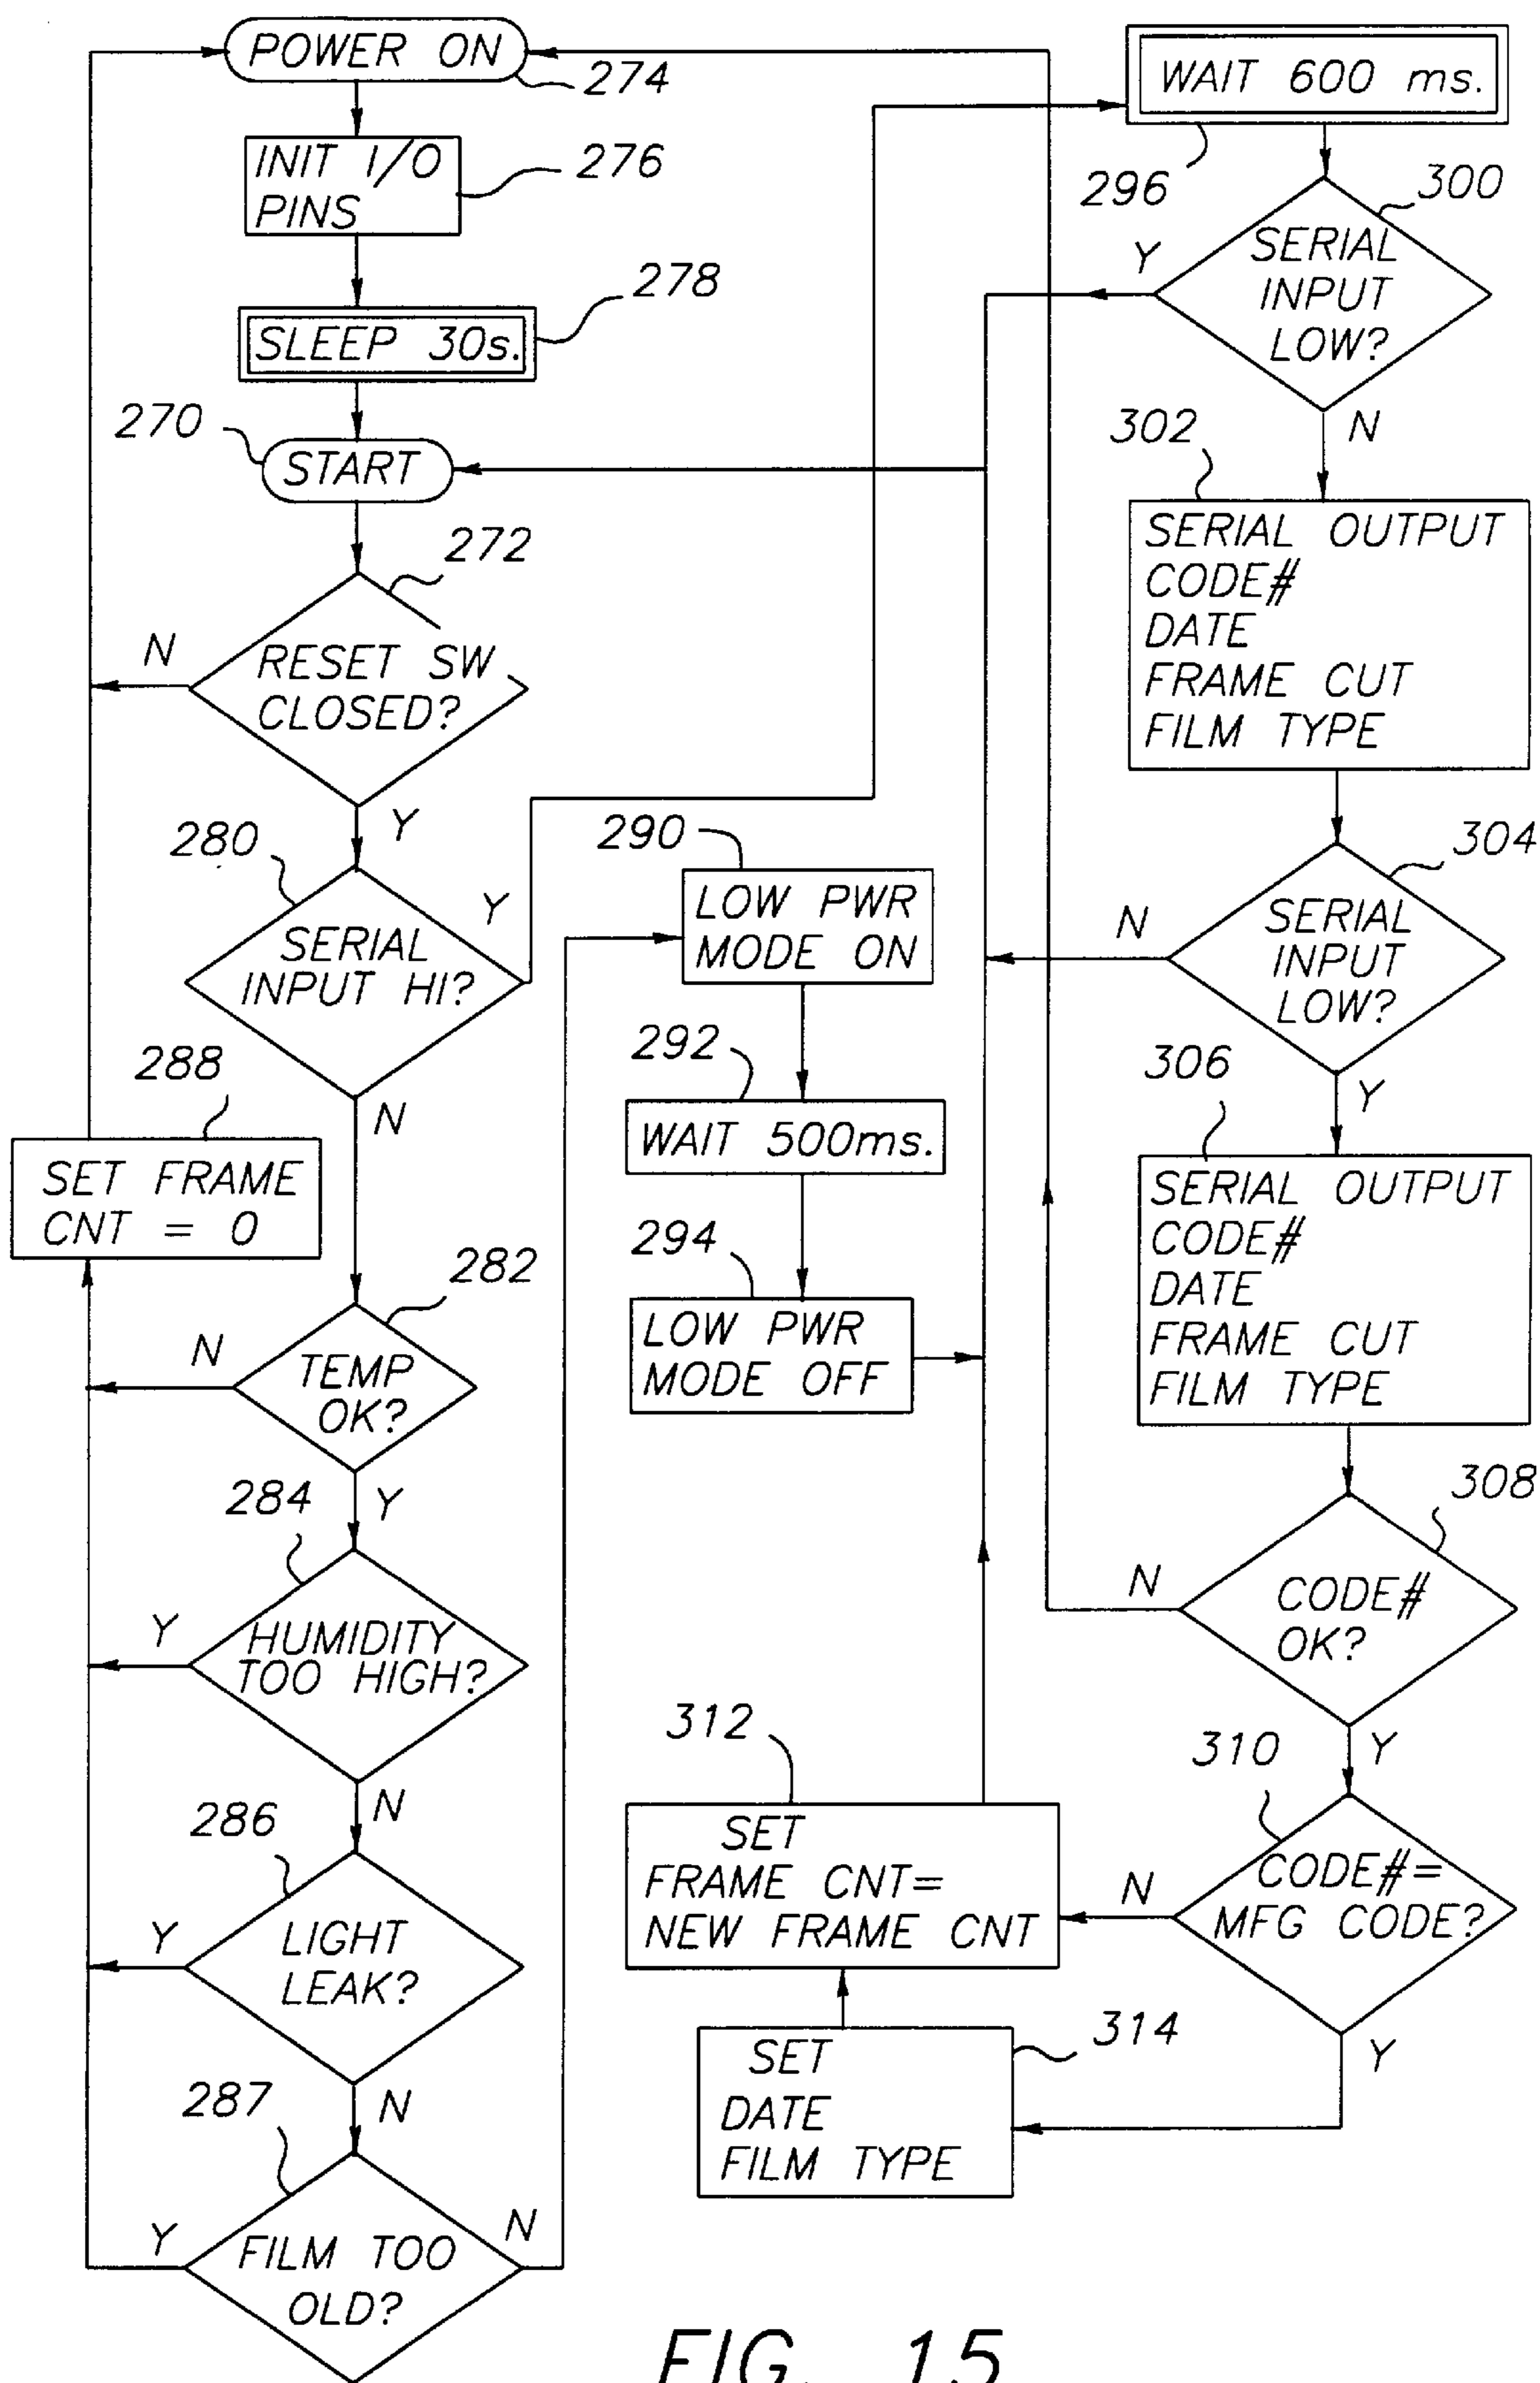 POWER ON
274
INIT I/O
PINS
276
SLEEP 30s.
278
270
START
272
N
RESET SW
CLOSED?
Y
280
Y
SERIAL
INPUT HI?
N
288
SET FRAME
CNT = 0
282
N
TEMP
OK?
Y
284
Y
HUMIDITY
TOO HIGH?
N
286
Y
LIGHT
LEAK?
N
287
Y
FILM TOO
OLD?
N
290
LOW PWR
MODE ON
292
WAIT 500ms.
294
LOW PWR
MODE OFF
WAIT 600 ms.
296
300
Y
SERIAL
INPUT
LOW?
N
302
SERIAL OUTPUT
CODE#
DATE
FRAME CUT
FILM TYPE
304
N
SERIAL
INPUT
LOW?
Y
306
SERIAL OUTPUT
CODE#
DATE
FRAME CUT
FILM TYPE
308
N
CODE#
OK?
Y
310
N
CODE#=
MFG CODE?
Y
312
SET
FRAME CNT=
NEW FRAME CNT
314
SET
DATE
FILM TYPE
FIG. 15